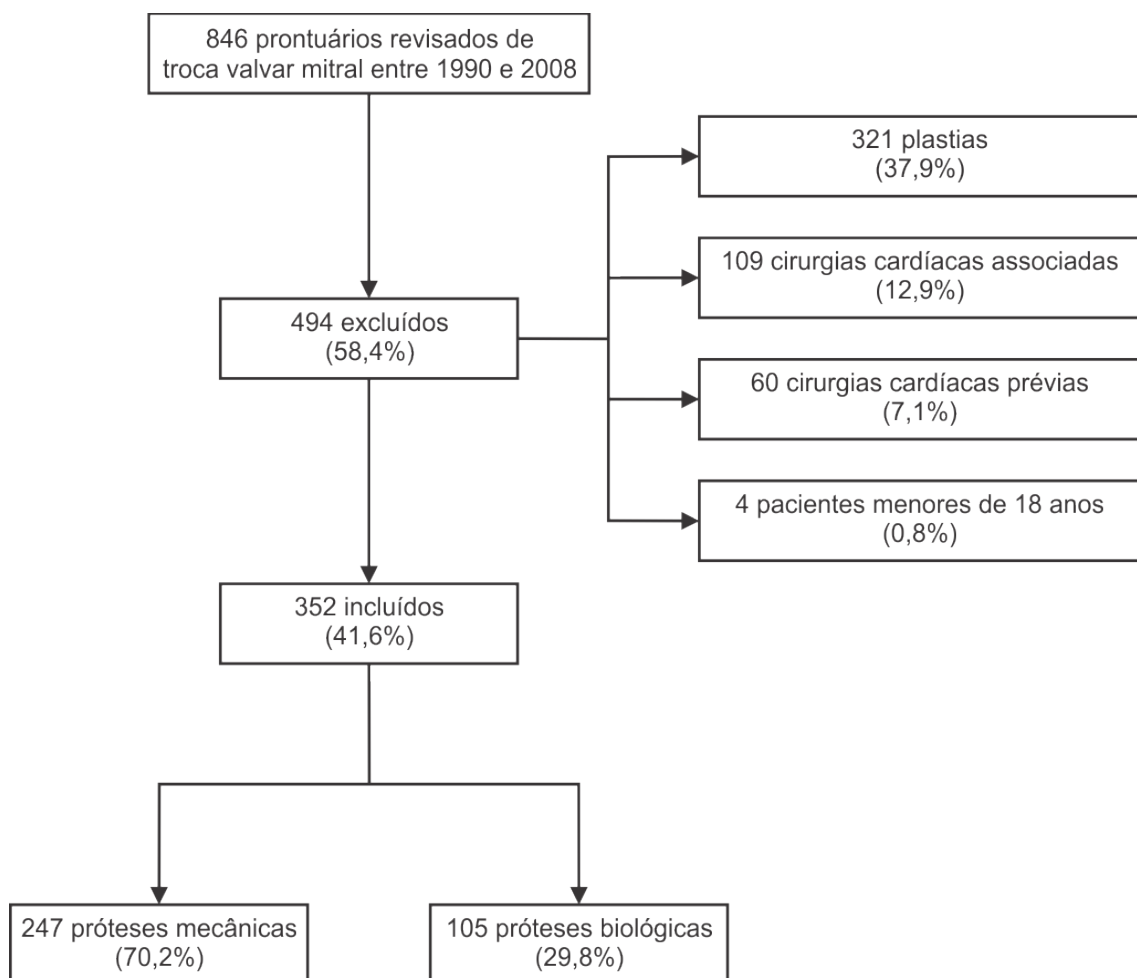 846 prontuários revisados de
troca valvar mitral entre 1990 e 2008
321 plastias
(37,9%)
109 cirurgias cardíacas associadas
(12,9%)
494 excluídos
(58,4%)
60 cirurgias cardíacas prévias
(7,1%)
4 pacientes menores de 18 anos
(0,8%)
352 incluídos
(41,6%)
247 próteses mecânicas
(70,2%)
105 próteses biológicas
(29,8%)